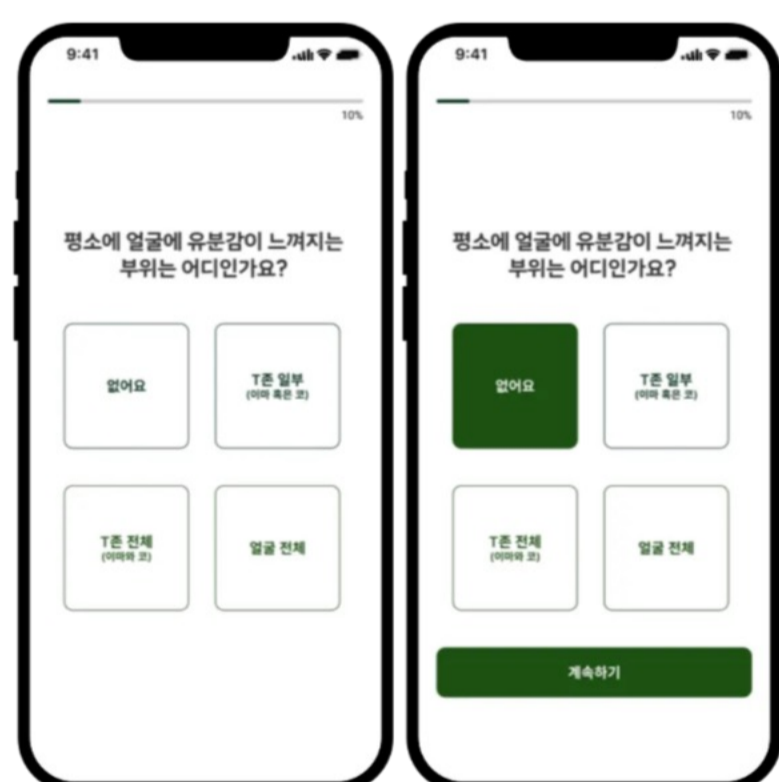 9:41
10%
평소에 얼굴에 유분감이 느껴지는
부위는 어디인가요?
없어요
T존 일부
(이마 혹은 코)
T존 전체
(이마와 코)
얼굴 전체
9:41
10%
평소에 얼굴에 유분감이 느껴지는
부위는 어디인가요?
없어요
T존 일부
(이마 혹은 코)
T존 전체
(이마와 코)
얼굴 전체
계속하기